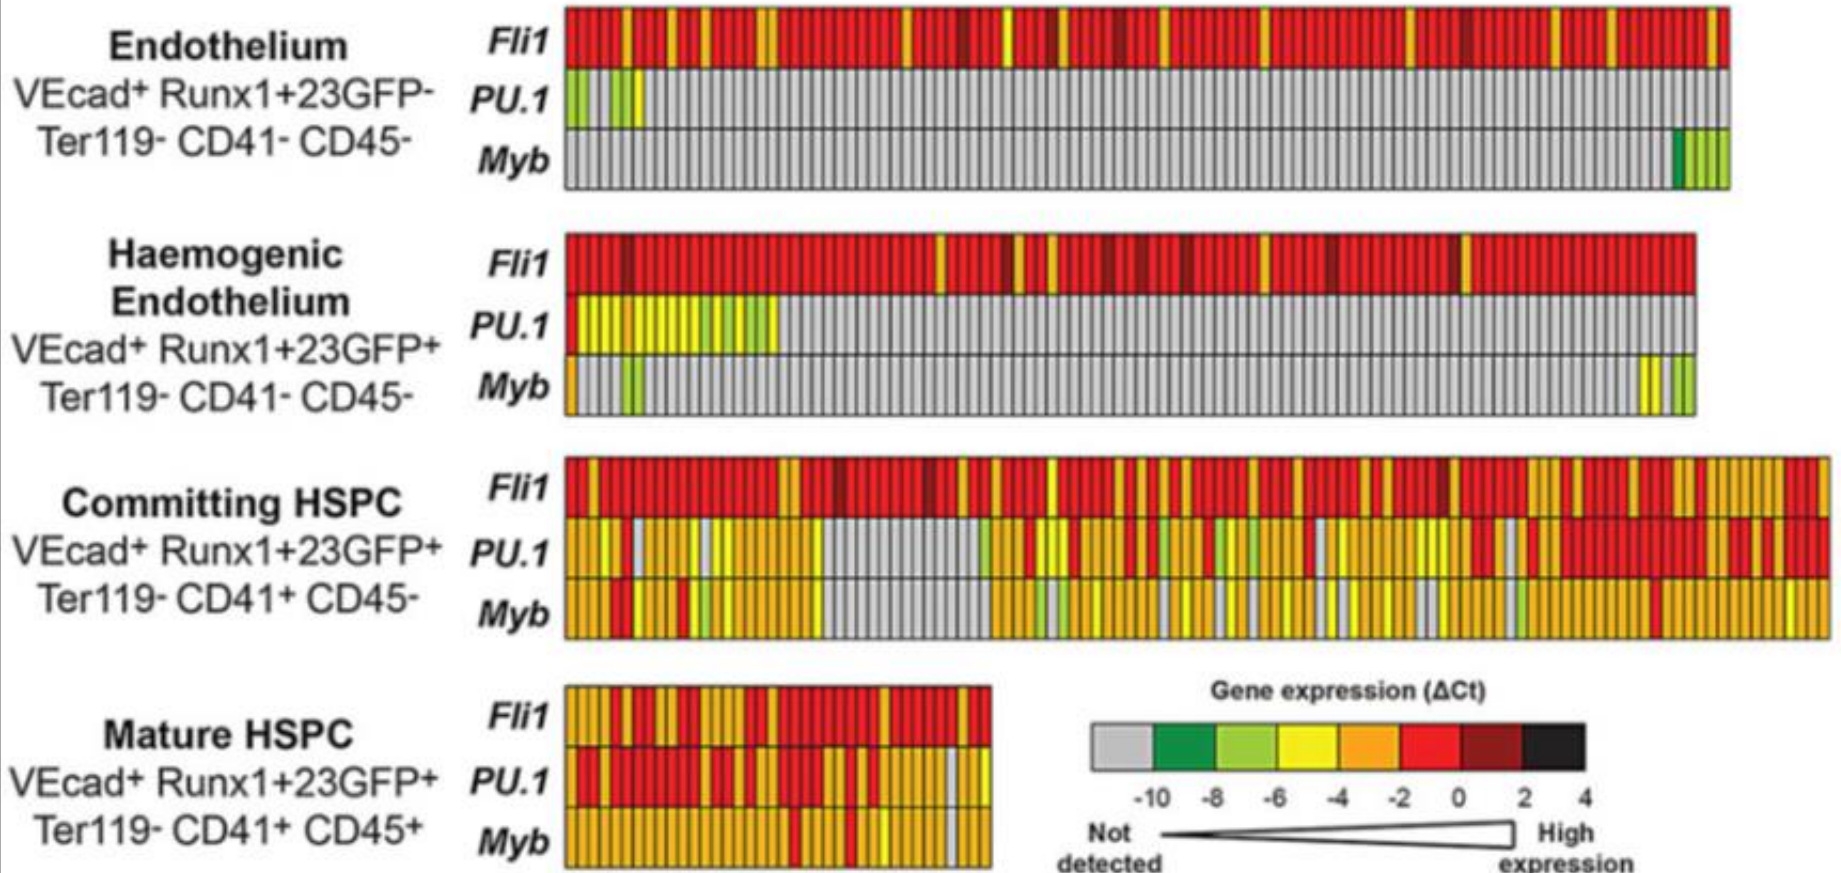 Endothelium
VEcad+ Runx1+23GFP-
Ter119- CD41- CD45-
Fli1
PU.1
Myb
Haemogenic
Endothelium
VEcad+ Runx1+23GFP+
Ter119- CD41- CD45-
Fli1
PU.1
Myb
Committing HSPC
VEcad+ Runx1+23GFP+
Ter119- CD41+ CD45-
Fli1
PU.1
Myb
Mature HSPC
VEcad+ Runx1+23GFP+
Ter119- CD41+ CD45+
Fli1
PU.1
Myb
Gene expression (ΔCt)
-10 -8 -6 -4 -2 0 2 4
Not detected
High expression